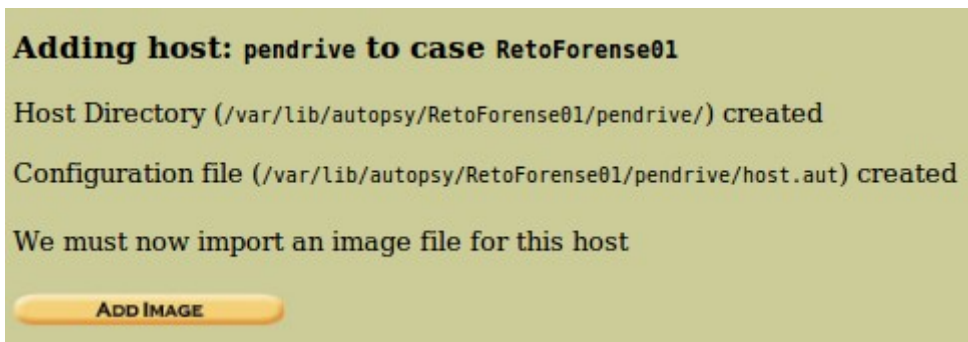 Adding host: pendrive to case RetoForense01
Host Directory (/var/lib/autopsy/RetoForense01/pendrive/) created
Configuration file (/var/lib/autopsy/RetoForense01/pendrive/host.aut) created
We must now import an image file for this host
ADD IMAGE